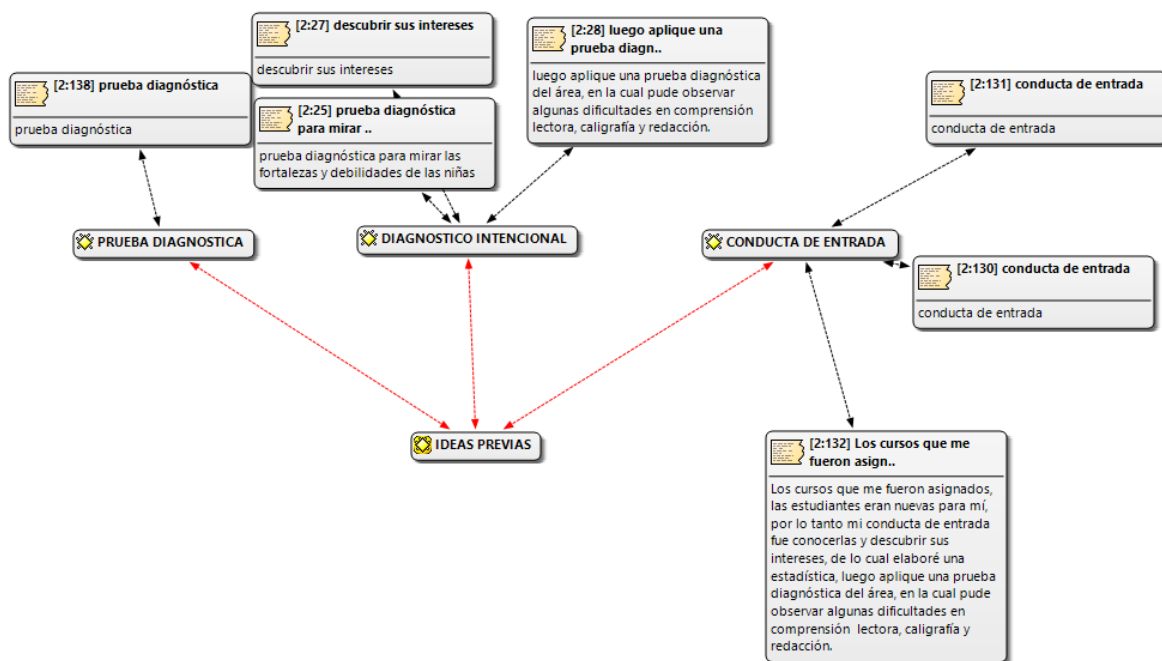 [2:27] descubrir sus intereses
descubrir sus intereses
[2:28] luego aplique una
prueba diagn..
luego aplique una prueba diagnóstica
del área, en la cual pude observar
algunas dificultades en comprensión
lectora, caligrafía y redacción.
[2:138] prueba diagnóstica
prueba diagnóstica
[2:25] prueba diagnóstica
para mirar ..
prueba diagnóstica para mirar las
fortalezas y debilidades de las niñas
[2:131] conducta de entrada
conducta de entrada
PRUEBA DIAGNOSTICA
DIAGNOSTICO INTENCIONAL
CONDUCTA DE ENTRADA
[2:130] conducta de entrada
conducta de entrada
IDEAS PREVIAS
[2:132] Los cursos que me
fueron asign..
Los cursos que me fueron asignados,
las estudiantes eran nuevas para mí,
por lo tanto mi conducta de entrada
fue conocerlas y descubrir sus
intereses, de lo cual elaboré una
estadística, luego aplique una prueba
diagnóstica del área, en la cual pude
observar algunas dificultades en
comprensión  lectora, caligrafía y
redacción.